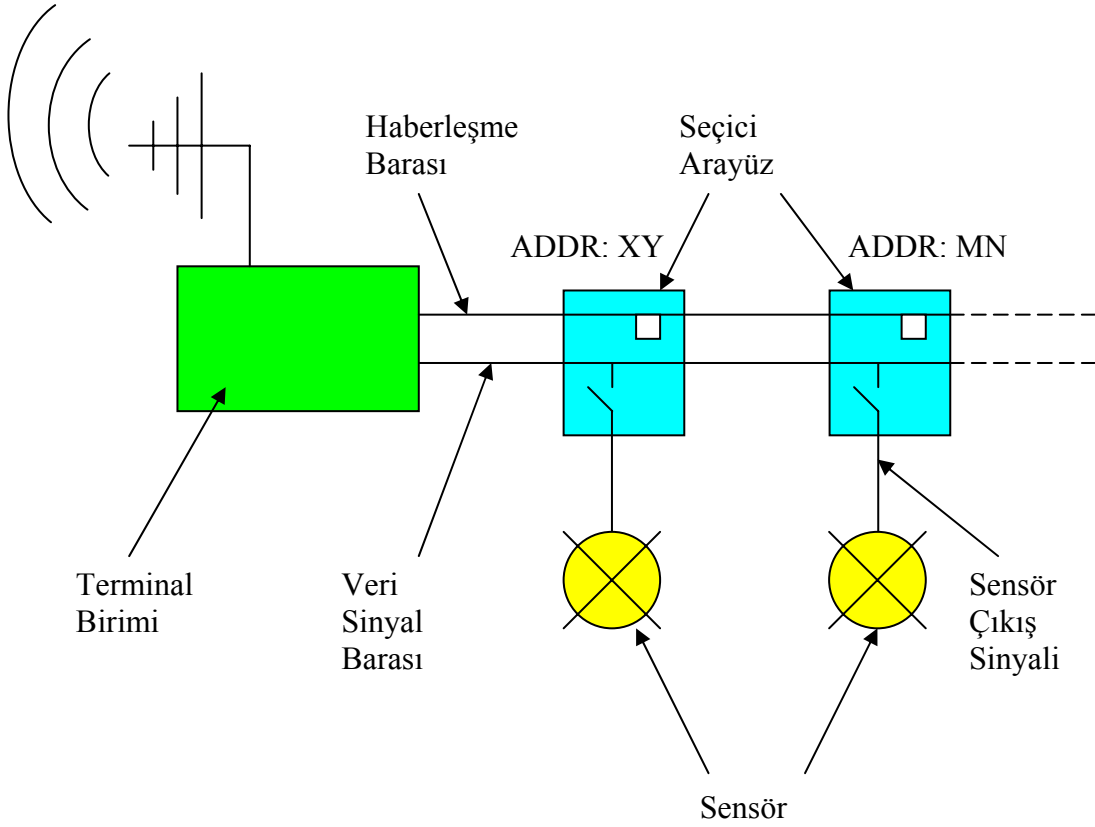 Haberleşme
Barası
Seçici
Arayüz
ADDR: XY
ADDR: MN
Terminal
Birimi
Veri
Sinyal
Barası
Sensör
Çıkış
Sinyali
Sensör